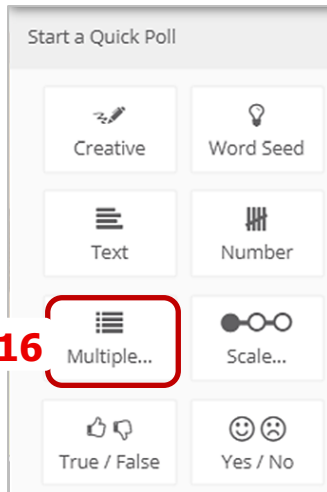 Start a Quick Poll
Creative
Word Seed
Text
Number
16
Multiple...
Scale...
True / False
Yes / No